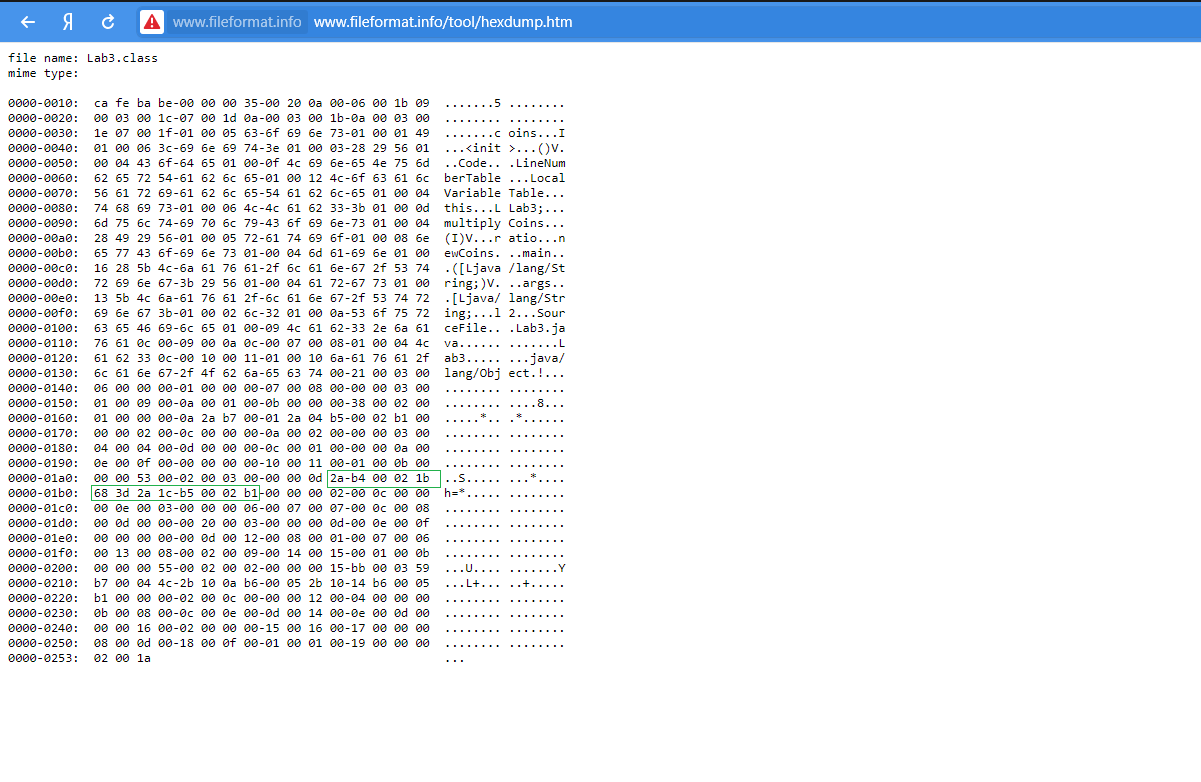 Я www.fileformat.info www.fileformat.info/tool/hexdump.htm
file name: Lab3.class
mime type:
0000-0010: ca fe ba be-00 00 00 35-00 20 0a 00-06 00 1b 09 .......5 ........
0000-0020: 00 03 00 1c-07 00 1d 0a-00 03 00 1b-0a 00 03 00 ........ ........
0000-0030: 1e 07 00 1f-01 00 05 63-6f 69 6e 73-01 00 01 49 .......c oins...I
0000-0040: 01 00 06 3c-69 6e 69 74-3e 01 00 03-28 29 56 01 ...<init >...()V.
0000-0050: 00 04 43 6f-64 65 01 00-0f 4c 69 6e-65 4e 75 6d ..Code.. .LineNum
0000-0060: 62 65 72 54-61 62 6c 65-01 00 12 4c-6f 63 61 6c berTable ...Local
0000-0070: 56 61 72 69-61 62 6c 65-54 61 62 6c-65 01 00 04 Variable Table...
0000-0080: 74 68 69 73-01 00 06 4c-4c 61 62 33-3b 01 00 0d this...L Lab3;...
0000-0090: 6d 75 6c 74-69 70 6c 79-43 6f 69 6e-73 01 00 04 multiply Coins...
0000-00a0: 28 49 29 56-01 00 05 72-61 74 69 6f-01 00 08 6e (I)V...r atio...n
0000-00b0: 65 77 43 6f-69 6e 73 01-00 04 6d 61-69 6e 01 00 ewCoins. ..main..
0000-00c0: 16 28 5b 4c-6a 61 76 61-2f 6c 61 6e-67 2f 53 74 .([Ljava /lang/St
0000-00d0: 72 69 6e 67-3b 29 56 01-00 04 61 72-67 73 01 00 ring;)V. ..args..
0000-00e0: 13 5b 4c 6a-61 76 61 2f-6c 61 6e 67-2f 53 74 72 .[Ljava/ lang/Str
0000-00f0: 69 6e 67 3b-01 00 02 6c-32 01 00 0a-53 6f 75 72 ing;...l 2...Sour
0000-0100: 63 65 46 69-6c 65 01 00-09 4c 61 62-33 2e 6a 61 ceFile.. .Lab3.ja
0000-0110: 76 61 0c 00-09 00 0a 0c-00 07 00 08-01 00 04 4c va...... .......L
0000-0120: 61 62 33 0c-00 10 00 11-01 00 10 6a-61 76 61 2f ab3..... ...java/
0000-0130: 6c 61 6e 67-2f 4f 62 6a-65 63 74 00-21 00 03 00 lang/Obj ect.!...
0000-0140: 06 00 00 00-01 00 00 00-07 00 08 00-00 00 03 00 ........ ........
0000-0150: 01 00 09 00-0a 00 01 00-0b 00 00 00-38 00 02 00 ........ ....8...
0000-0160: 01 00 00 00-0a 2a b7 00-01 2a 04 b5-00 02 b1 00 .....*.. .*......
0000-0170: 00 00 02 00-0c 00 00 00-0a 00 02 00-00 00 03 00 ........ ........
0000-0180: 04 00 04 00-0d 00 00 00-0c 00 01 00-00 00 0a 00 ........ ........
0000-0190: 0e 00 0f 00-00 00 00 00-10 00 11 00-01 00 0b 00 ........ ........
0000-01a0: 00 00 53 00-02 00 03 00-00 00 0d 2a-b4 00 02 1b ..S..... ...*....
0000-01b0: 68 3d 2a 1c-b5 00 02 b1-00 00 00 02-00 0c 00 00 h=*..... ........
0000-01c0: 00 0e 00 03-00 00 00 06-00 07 00 07-00 0c 00 08 ........ ........
0000-01d0: 00 0d 00 00-00 20 00 03-00 00 00 0d-00 0e 00 0f ........ ........
0000-01e0: 00 00 00 00-00 0d 00 12-00 08 00 01-00 07 00 06 ........ ........
0000-01f0: 00 13 00 08-00 02 00 09-00 14 00 15-00 01 00 0b ........ ........
0000-0200: 00 00 00 55-00 02 00 02-00 00 00 15-bb 00 03 59 ...U.... .......Y
0000-0210: b7 00 04 4c-2b 10 0a b6-00 05 2b 10-14 b6 00 05 ...L+... ..+.....
0000-0220: b1 00 00 00-02 00 0c 00-00 00 12 00-04 00 00 00 ........ ........
0000-0230: 0b 00 08 00-0c 00 0e 00-0d 00 14 00-0e 00 0d 00 ........ ........
0000-0240: 00 00 16 00-02 00 00 00-15 00 16 00-17 00 00 00 ........ ........
0000-0250: 08 00 0d 00-18 00 0f 00-01 00 01 00-19 00 00 00 ........ ........
0000-0253: 02 00 1a ...